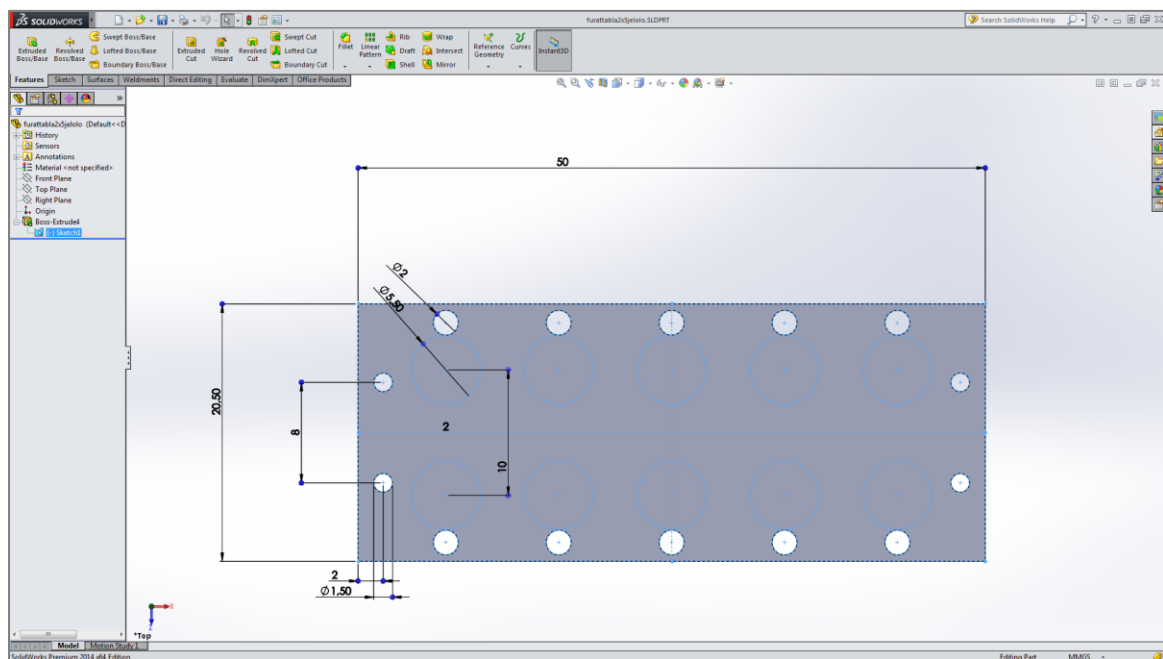 SOLIDWORKS
furattabla2x5jelolo.SLDPRT
Search SolidWorks Help
Extruded Boss/Base
Revolved Boss/Base
Swept Boss/Base
Lofted Boss/Base
Boundary Boss/Base
Extruded Cut
Hole Wizard
Revolved Cut
Swept Cut
Lofted Cut
Boundary Cut
Fillet
Linear Pattern
Rib
Draft
Shell
Wrap
Intersect
Mirror
Reference Geometry
Curves
Instant3D
Features Sketch Surfaces Weldments Direct Editing Evaluate DimXpert Office Products
furattabla2x5jelolo (Default<<D
History
Sensors
Annotations
Material <not specified>
Front Plane
Top Plane
Right Plane
Origin
Boss-Extrude4
(-) Sketch1
50
Ø2
Ø5,50
20,50
8
2
10
2
Ø1,50
X
Z
*Top
Model Motion Study 1
SolidWorks Premium 2014 x64 Edition
Editing Part MMGS